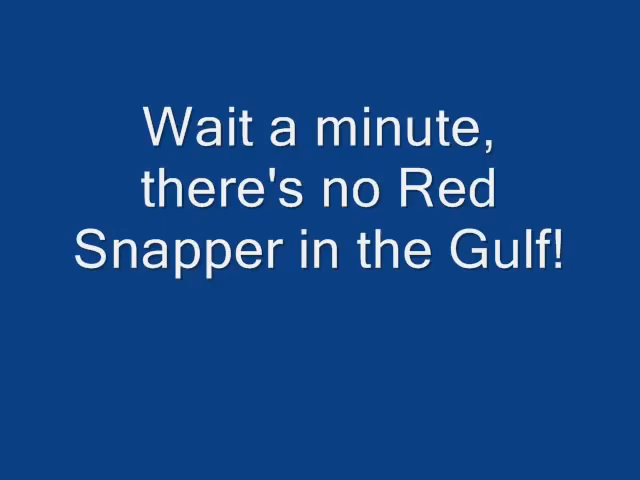 Wait a minute,
there's no Red
Snapper in the Gulf!